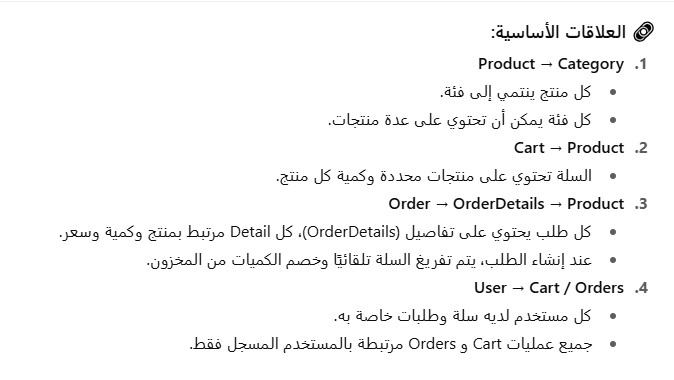 🔗 العلاقات الأساسية:
1. Product → Category
• كل منتج ينتمي إلى فئة.
• كل فئة يمكن أن تحتوي على عدة منتجات.
2. Cart → Product
• السلة تحتوي على منتجات محددة وكمية كل منتج.
3. Order → OrderDetails → Product
• كل طلب يحتوي على تفاصيل (OrderDetails)، كل Detail مرتبط بمنتج وكمية وسعر.
• عند إنشاء الطلب، يتم تفريغ السلة تلقائيًا وخصم الكميات من المخزون.
4. User → Cart / Orders
• كل مستخدم لديه سلة وطلبات خاصة به.
• جميع عمليات Cart و Orders مرتبطة بالمستخدم المسجل فقط.